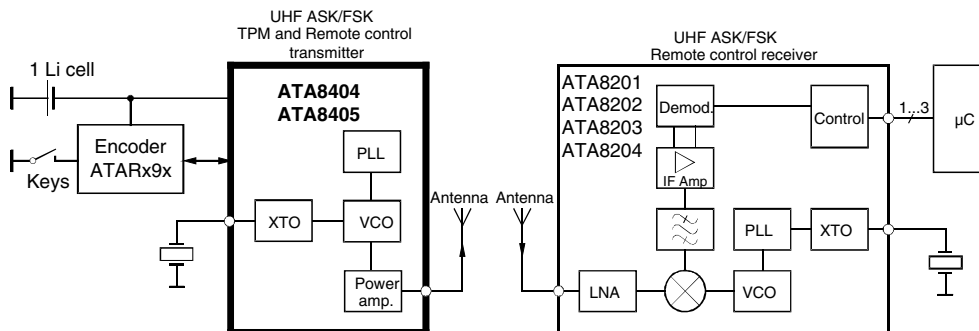 UHF ASK/FSK
TPM and Remote control
transmitter
1 Li cell
ATA8404
ATA8405
Encoder
ATARx9x
Keys
PLL
XTO
VCO
Power
amp.
Antenna
UHF ASK/FSK
Remote control receiver
Antenna
ATA8201
ATA8202
ATA8203
ATA8204
Demod.
Control
1...3
µC
IF Amp
PLL
XTO
LNA
VCO